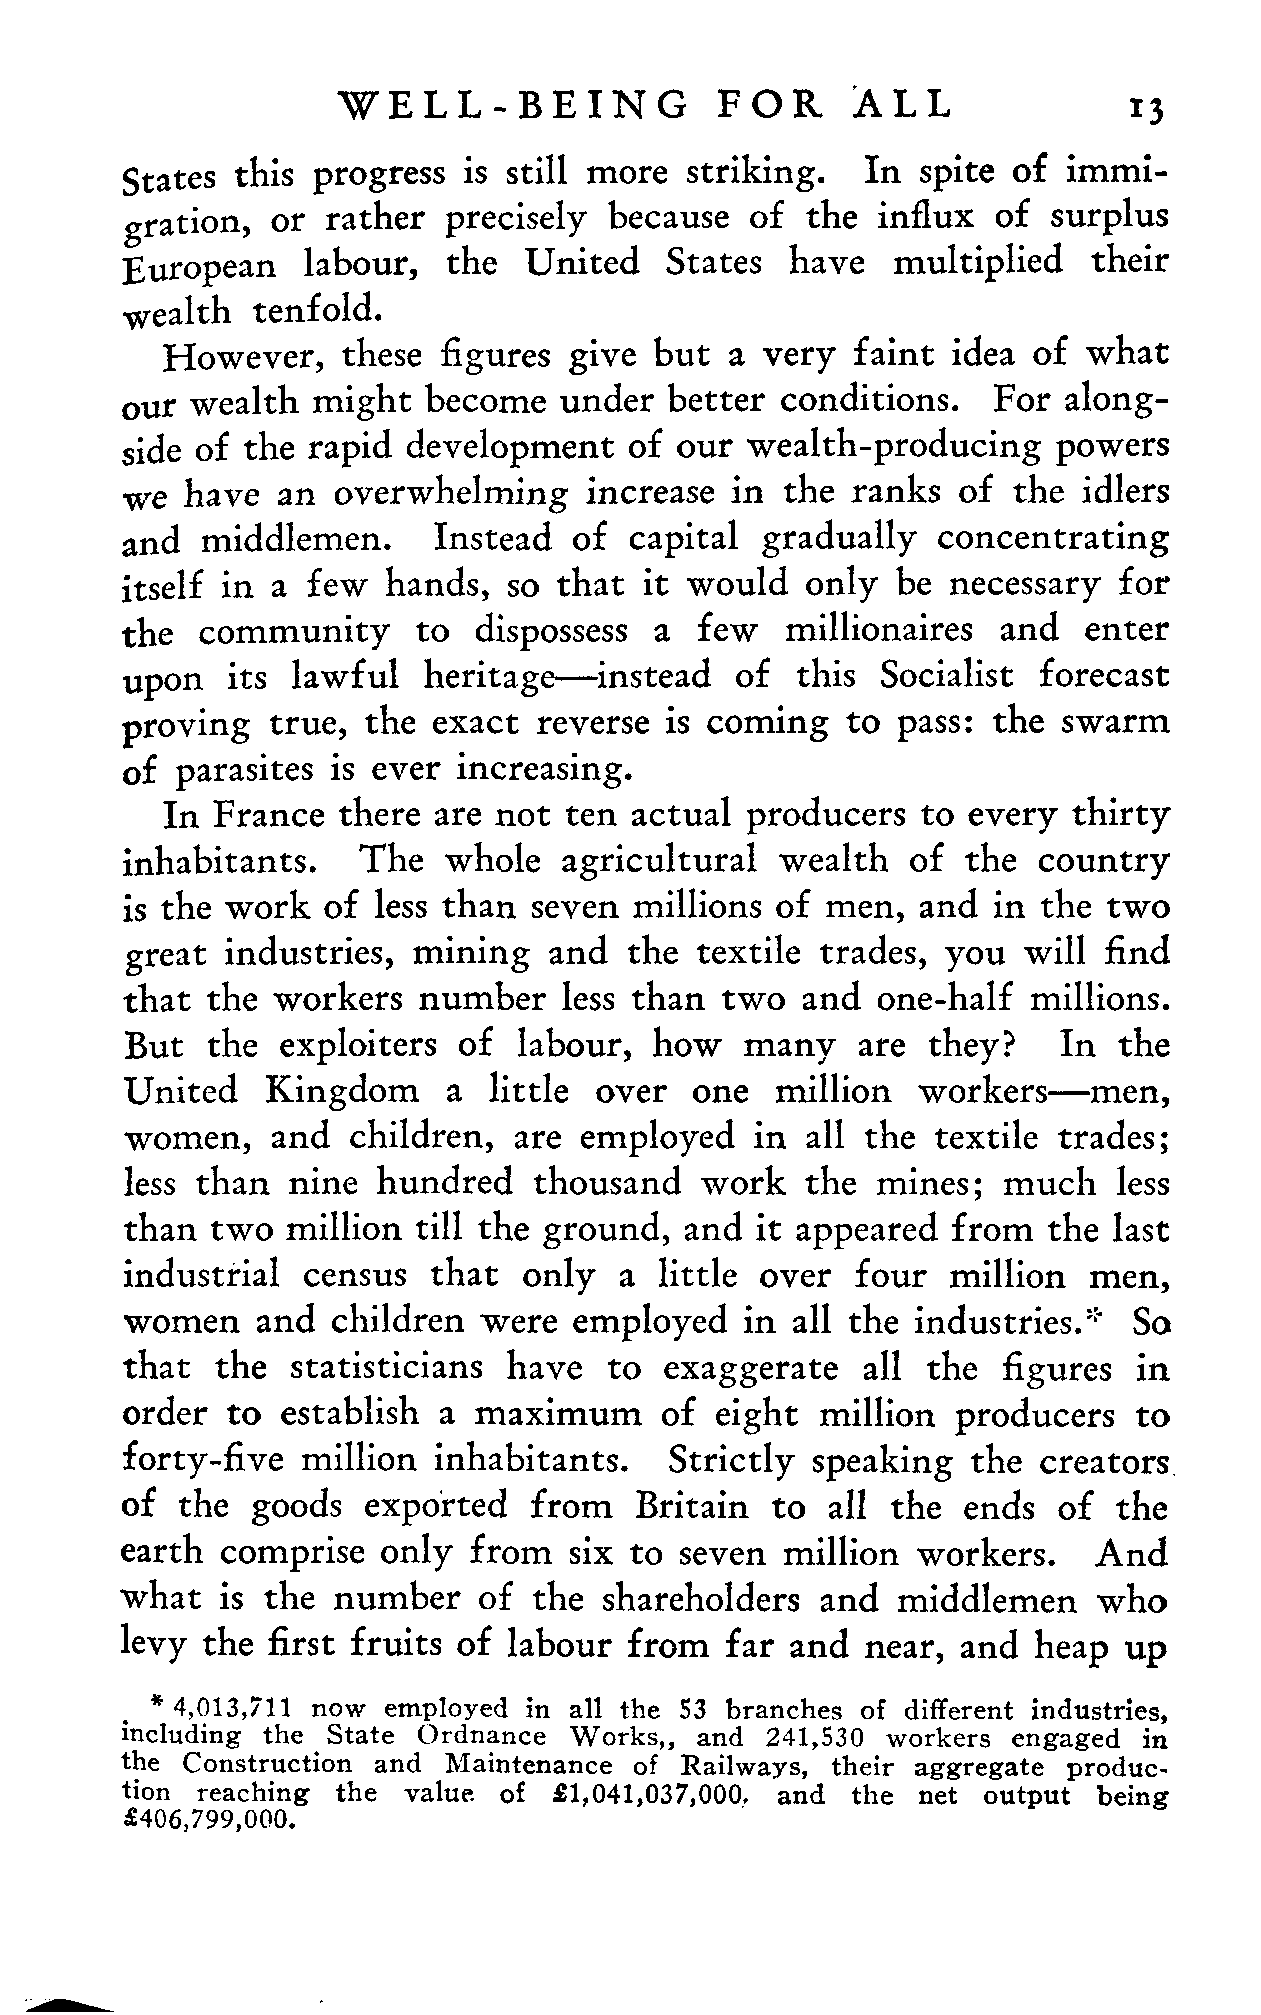 WELL-BEING FOR ALL 13
States this progress is still more striking. In spite of immi-
gration, or rather precisely because of the influx of surplus
European labour, the United States have multiplied their
wealth tenfold.
However, these figures give but a very faint idea of what
our wealth might become under better conditions. For along-
side of the rapid development of our wealth-producing powers
we have an overwhelming increase in the ranks of the idlers
and middlemen. Instead of capital gradually concentrating
itself in a few hands, so that it would only be necessary for
the community to dispossess a few millionaires and enter
upon its lawful heritage—instead of this Socialist forecast
proving true, the exact reverse is coming to pass: the swarm
of parasites is ever increasing.
In France there are not ten actual producers to every thirty
inhabitants. The whole agricultural wealth of the country
is the work of less than seven millions of men, and in the two
great industries, mining and the textile trades, you will find
that the workers number less than two and one-half millions.
But the exploiters of labour, how many are they? In the
United Kingdom a little over one million workers—men,
women, and children, are employed in all the textile trades;
less than nine hundred thousand work the mines; much less
than two million till the ground, and it appeared from the last
industrial census that only a little over four million men,
women and children were employed in all the industries.* So
that the statisticians have to exaggerate all the figures in
order to establish a maximum of eight million producers to
forty-five million inhabitants. Strictly speaking the creators
of the goods exported from Britain to all the ends of the
earth comprise only from six to seven million workers. And
what is the number of the shareholders and middlemen who
levy the first fruits of labour from far and near, and heap up
* 4,013,711 now employed in all the 53 branches of different industries,
including the State Ordnance Works,, and 241,530 workers engaged in
the Construction and Maintenance of Railways, their aggregate produc-
tion reaching the value of £1,041,037,000, and the net output being
£406,799,000.